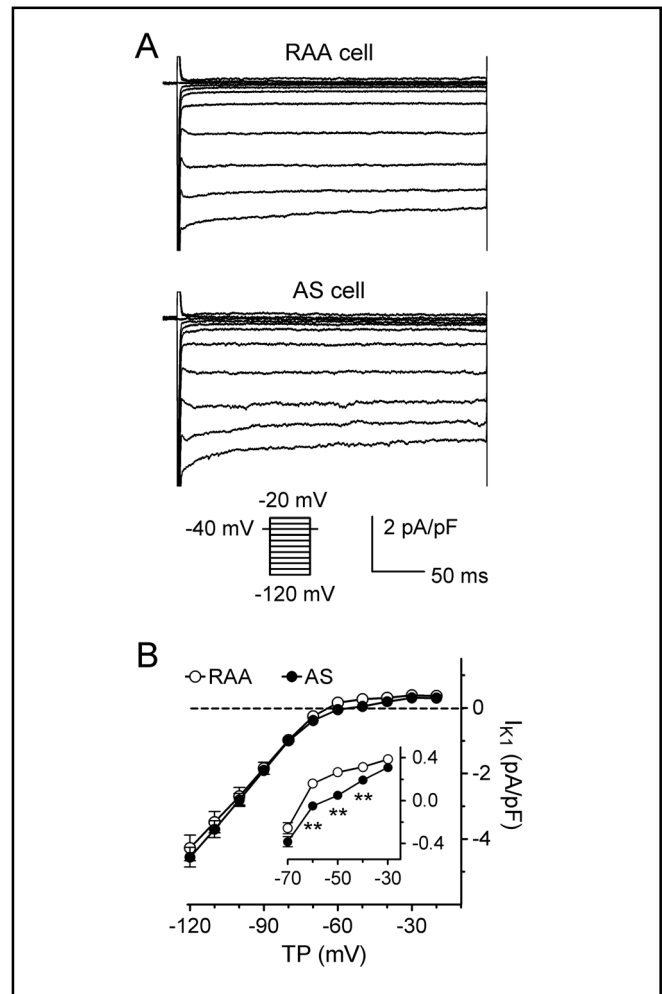 A
RAA cell
AS cell
-20 mV
-40 mV
-120 mV
2 pA/pF
50 ms
B
RAA AS
0
-2
-4
I_K1 (pA/pF)
0.4
0.0
-0.4
** ** **
-70 -50 -30
-120 -90 -60 -30
TP (mV)